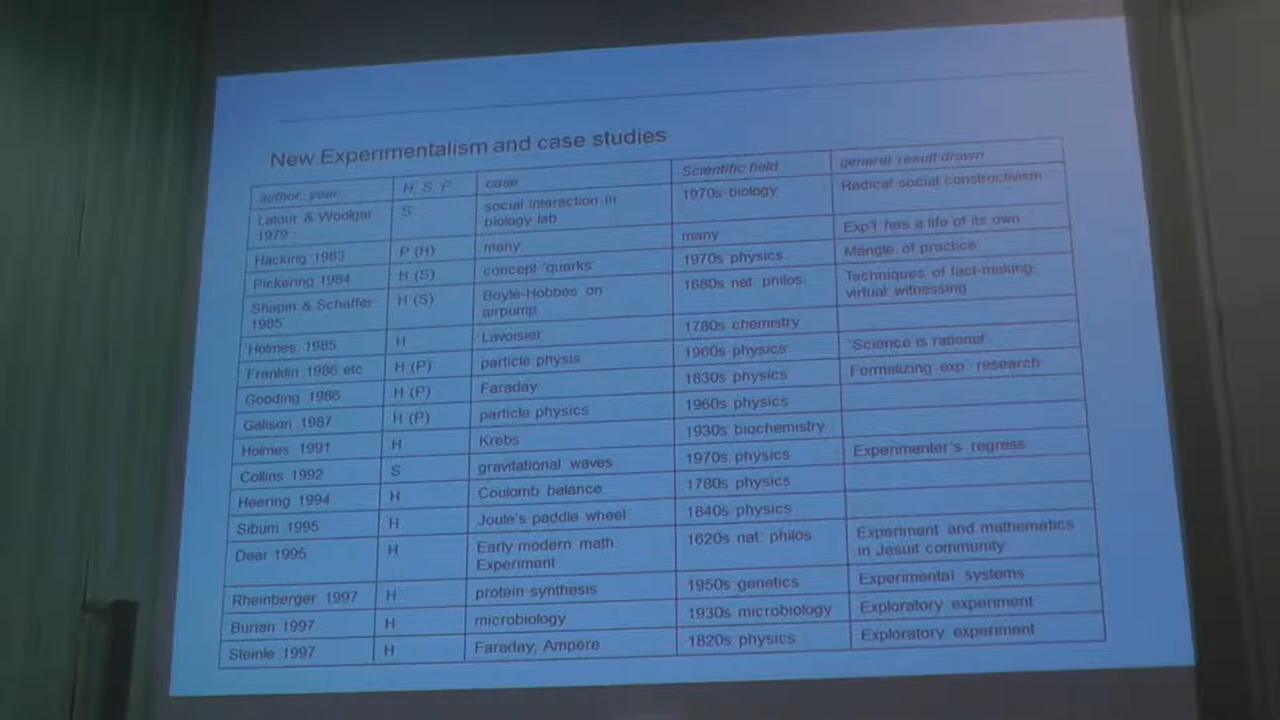 New Experimentalism and case studies
author, year H, S, P case Scientific field general result drawn
Latour & Woolgar 1979 S social interaction in biology lab 1970s biology Radical social constructivism
Hacking 1983 P (H) many many Exp'l has a life of its own
Pickering 1984 H (S) concept 'quarks' 1970s physics Mangle of practice
Shapin & Schaffer 1985 H (S) Boyle-Hobbes on airpump 1680s nat. philos. Techniques of fact-making; virtual witnessing
Holmes 1985 H Lavoisier 1780s chemistry
Franklin 1986 etc H (P) particle physis 1960s physics 'Science is rational'
Gooding 1986 H (P) Faraday 1830s physics Formalizing exp. research
Galison 1987 H (P) particle physics 1960s physics
Holmes 1991 H Krebs 1930s biochemistry
Collins 1992 S gravitational waves 1970s physics Experimenter's regress
Heering 1994 H Coulomb balance 1780s physics
Sibum 1995 H Joule's paddle wheel 1840s physics
Dear 1995 H Early modern math. Experiment 1620s nat. philos Experiment and mathematics in Jesuit community
Rheinberger 1997 H protein synthesis 1950s genetics Experimental systems
Burian 1997 H microbiology 1930s microbiology Exploratory experiment
Steinle 1997 H Faraday, Ampere 1820s physics Exploratory experiment